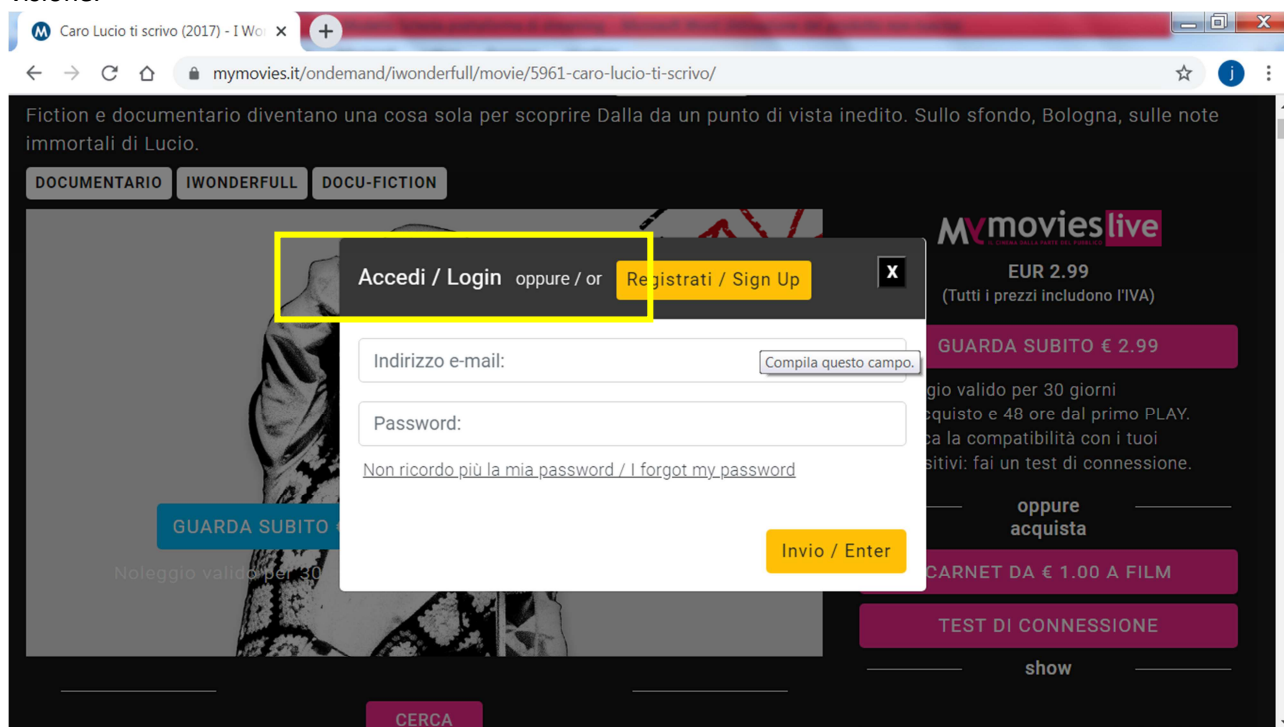 Caro Lucio ti scrivo (2017) - I Wo
mymovies.it/ondemand/iwonderfull/movie/5961-caro-lucio-ti-scrivo/
j
Fiction e documentario diventano una cosa sola per scoprire Dalla da un punto di vista inedito. Sullo sfondo, Bologna, sulle note
immortali di Lucio.
DOCUMENTARIO IWONDERFULL DOCU-FICTION
Accedi / Login oppure / or Registrati / Sign Up X
Indirizzo e-mail:
Compila questo campo.
Password:
Non ricordo più la mia password / I forgot my password
Invio / Enter
GUARDA SUBITO
Noleggio valido per 30
MYmovies live
IL CINEMA DALLA PARTE DEL PUBBLICO
EUR 2.99
(Tutti i prezzi includono l'IVA)
GUARDA SUBITO € 2.99
gio valido per 30 giorni
cquisto e 48 ore dal primo PLAY.
ca la compatibilità con i tuoi
sitivi: fai un test di connessione.
oppure
acquista
CARNET DA € 1.00 A FILM
TEST DI CONNESSIONE
show
CERCA